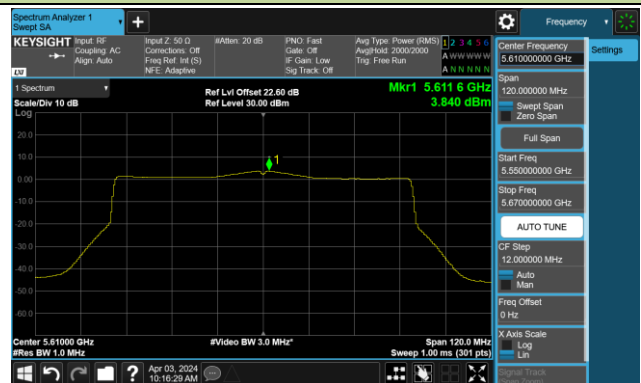 Spectrum Analyzer 1
Swept SA
Frequency
KEYSIGHT
Input: RF
Coupling: AC
Align: Auto
Input Z: 50 Ω
Corrections: Off
Freq Ref: Int (S)
NFE: Adaptive
#Atten: 20 dB
PNO: Fast
Gate: Off
IF Gain: Low
Sig Track: Off
Avg Type: Power (RMS)
Avg|Hold: 2000/2000
Trig: Free Run
1 2 3 4 5 6
A W W W W W
A N N N N N
LXI
1 Spectrum
Scale/Div 10 dB
Log
Ref Lvl Offset 22.60 dB
Ref Level 30.00 dBm
Mkr1 5.611 6 GHz
3.840 dBm
1
20.0
10.0
0.00
-10.0
-20.0
-30.0
-40.0
-50.0
-60.0
Center 5.61000 GHz
#Res BW 1.0 MHz
#Video BW 3.0 MHz*
Span 120.0 MHz
Sweep 1.00 ms (301 pts)
Apr 03, 2024
10:16:29 AM
Center Frequency
5.610000000 GHz
Settings
Span
120.000000 MHz
Swept Span
Zero Span
Full Span
Start Freq
5.550000000 GHz
Stop Freq
5.670000000 GHz
AUTO TUNE
CF Step
12.000000 MHz
Auto
Man
Freq Offset
0 Hz
X Axis Scale
Log
Lin
Signal Track
(Span Zoom)